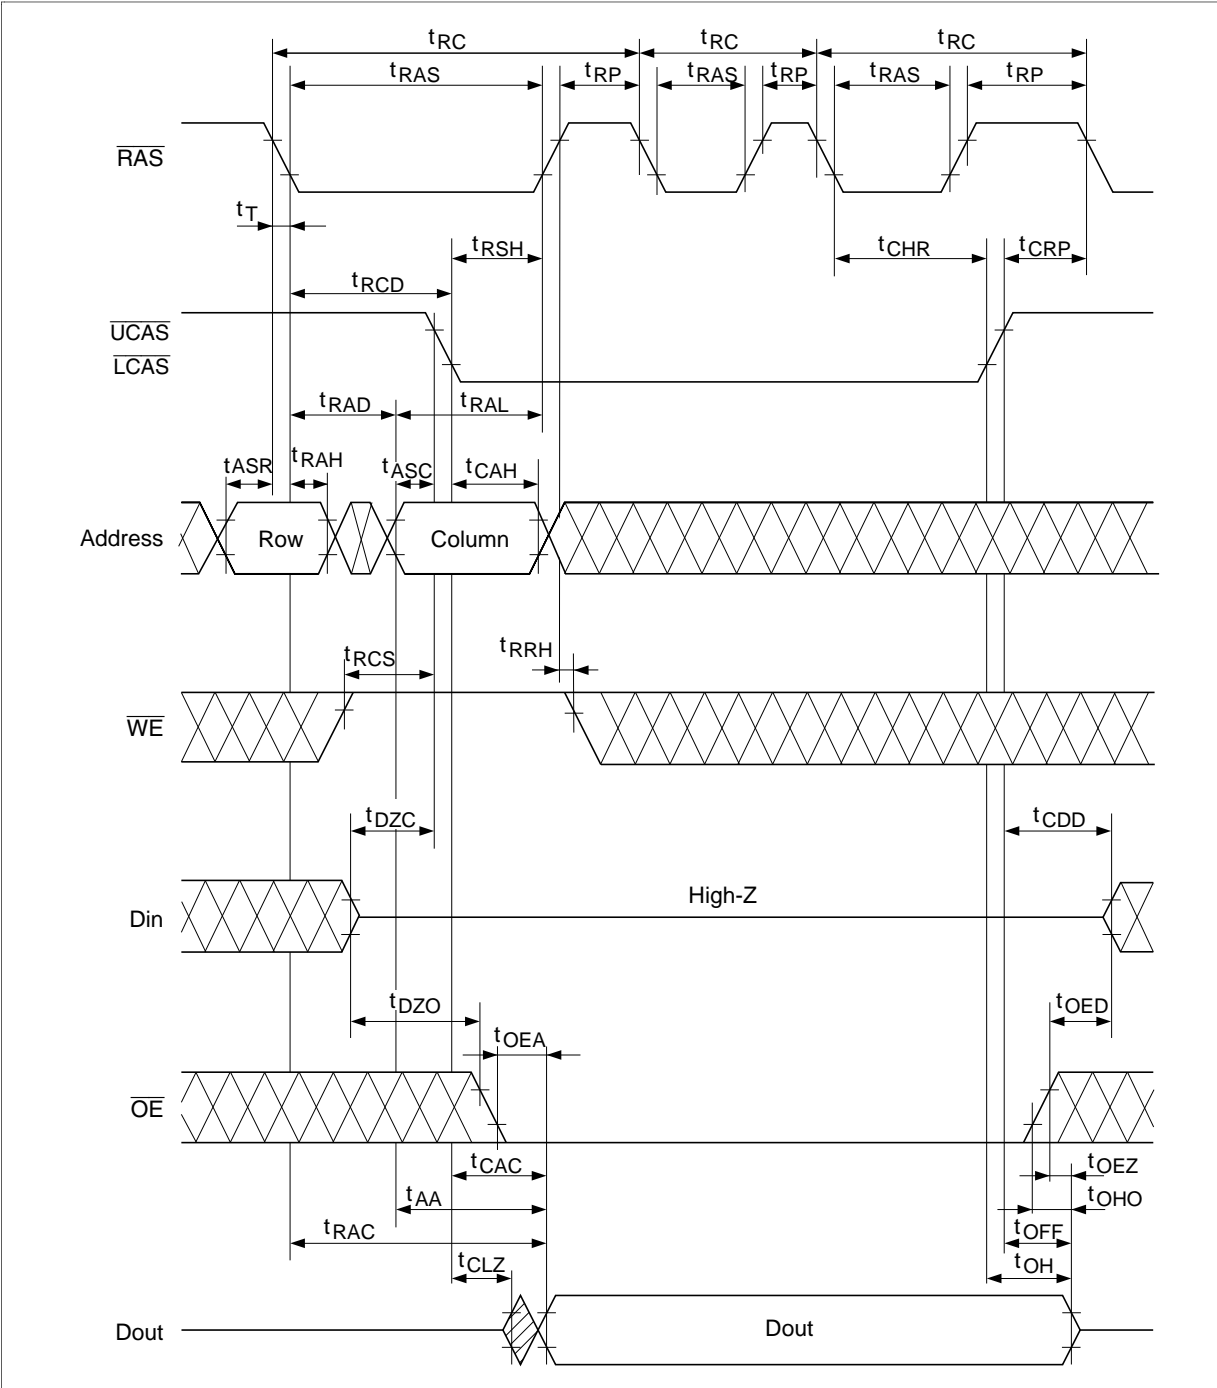 tRC tRC tRC
tRAS tRP tRAS tRP tRAS tRP
RAS
tT
tRSH tCHR tCRP
tRCD
UCAS
LCAS
tRAD tRAL
tASR tRAH tASC tCAH
Address Row Column
tRRH
tRCS
WE
tDZC tCDD
High-Z
Din
tDZO tOED
tOEA
OE
tCAC tOEZ
tAA tOHO
tRAC tOFF
tCLZ tOH
Dout Dout